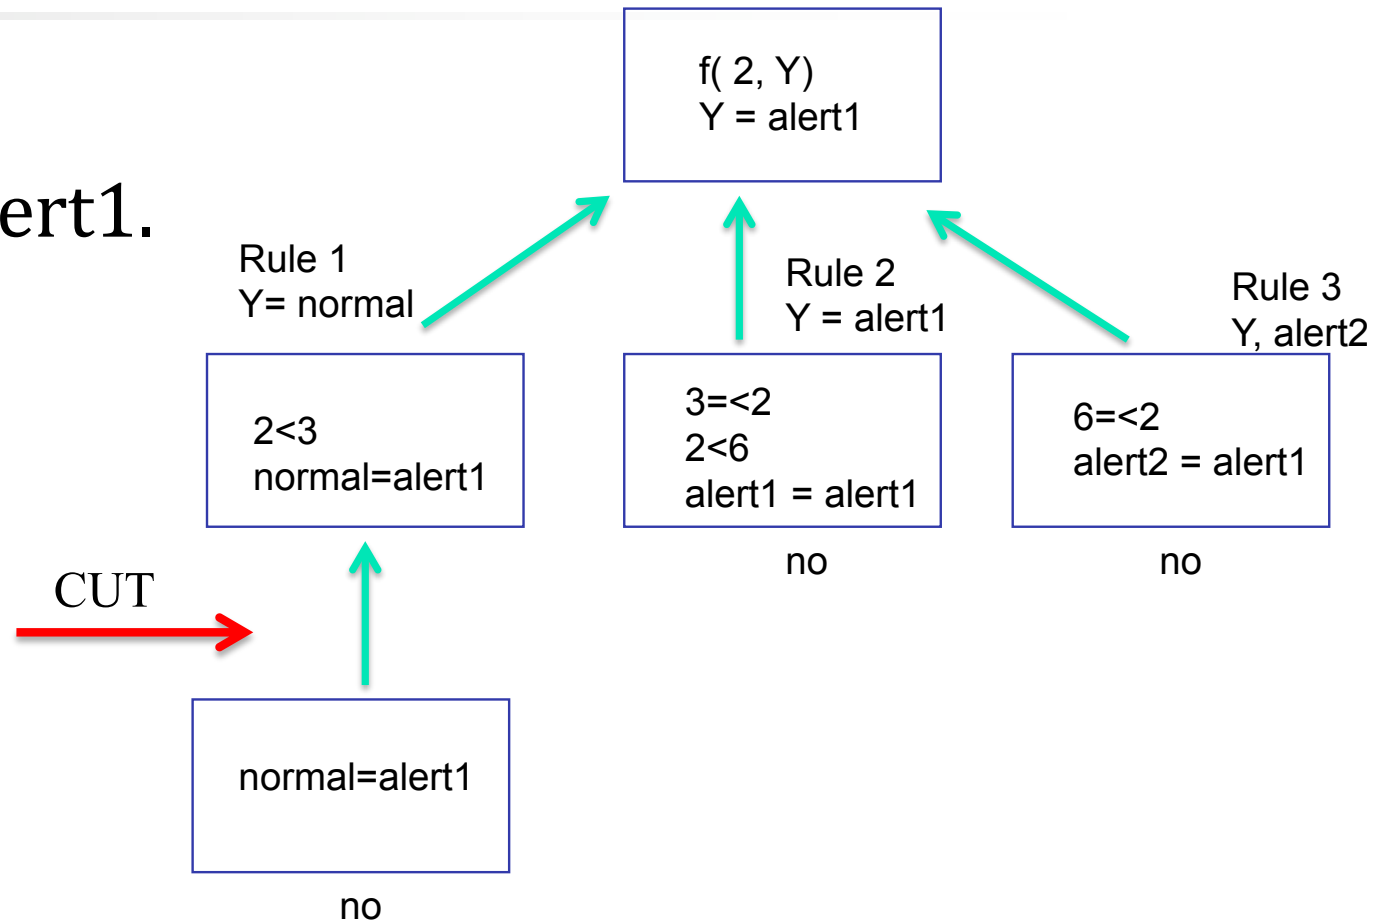 f( 2, Y)
Y = alert1
ert1.
Rule 1
Y= normal
Rule 2
Y = alert1
Rule 3
Y, alert2
2<3
normal=alert1
3=<2
2<6
alert1 = alert1
6=<2
alert2 = alert1
no
no
CUT
normal=alert1
no